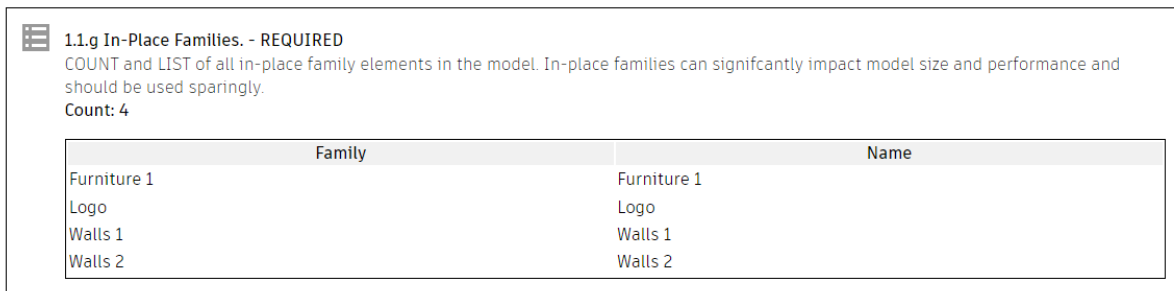 1.1.g In-Place Families. - REQUIRED
COUNT and LIST of all in-place family elements in the model. In-place families can signifcantly impact model size and performance and
should be used sparingly.
Count: 4
Family Name
Furniture 1 Furniture 1
Logo Logo
Walls 1 Walls 1
Walls 2 Walls 2